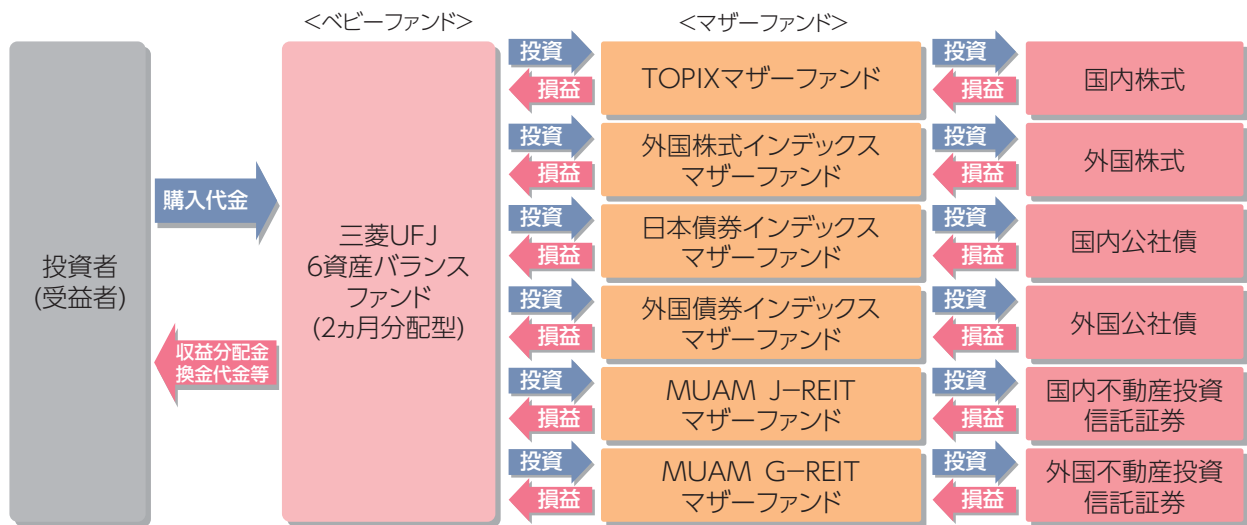 <ベビーファンド>
<マザーファンド>
投資者
(受益者)
購入代金
収益分配金
換金代金等
三菱UFJ
6資産バランス
ファンド
(2ヵ月分配型)
投資
損益
TOPIXマザーファンド
投資
損益
国内株式
投資
損益
外国株式インデックス
マザーファンド
投資
損益
外国株式
投資
損益
日本債券インデックス
マザーファンド
投資
損益
国内公社債
投資
損益
外国債券インデックス
マザーファンド
投資
損益
外国公社債
投資
損益
MUAM J-REIT
マザーファンド
投資
損益
国内不動産投資
信託証券
投資
損益
MUAM G-REIT
マザーファンド
投資
損益
外国不動産投資
信託証券